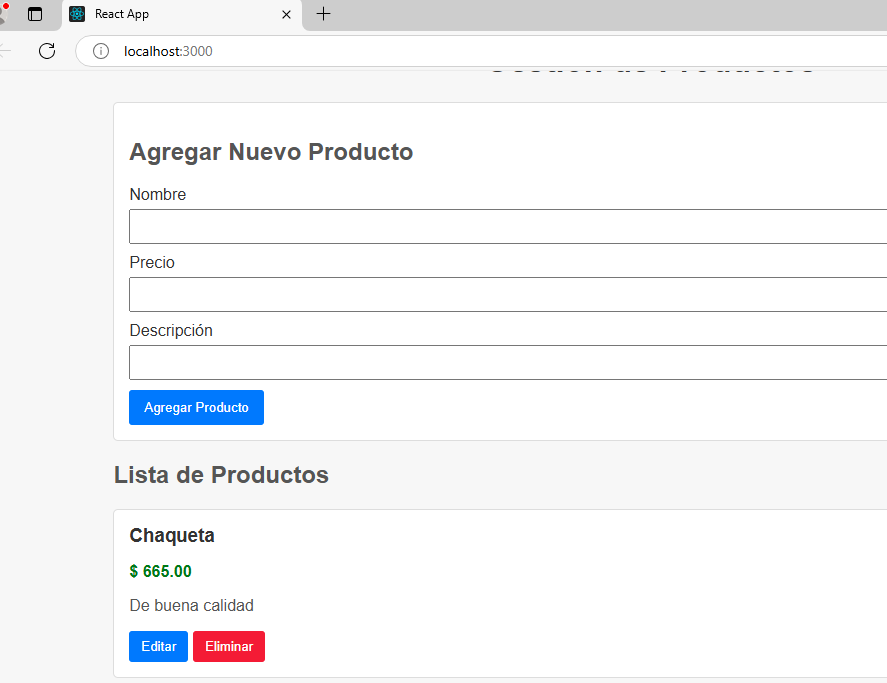 React App
localhost:3000
Agregar Nuevo Producto
Nombre
Precio
Descripción
Agregar Producto
Lista de Productos
Chaqueta
$ 665.00
De buena calidad
Editar Eliminar